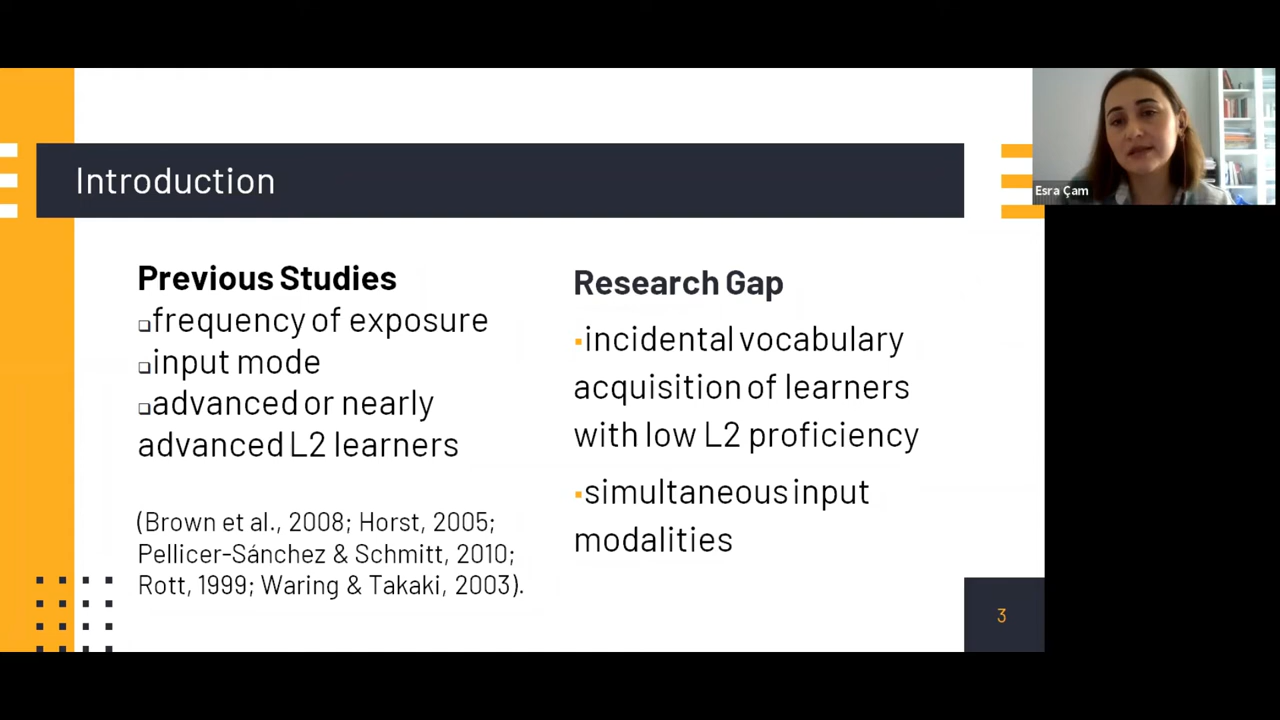 Introduction
Esra Çam
Previous Studies
❑frequency of exposure
❑input mode
❑advanced or nearly
advanced L2 learners
(Brown et al., 2008; Horst, 2005;
Pellicer-Sánchez & Schmitt, 2010;
Rott, 1999; Waring & Takaki, 2003).
Research Gap
▪incidental vocabulary
acquisition of learners
with low L2 proficiency
▪simultaneous input
modalities
3